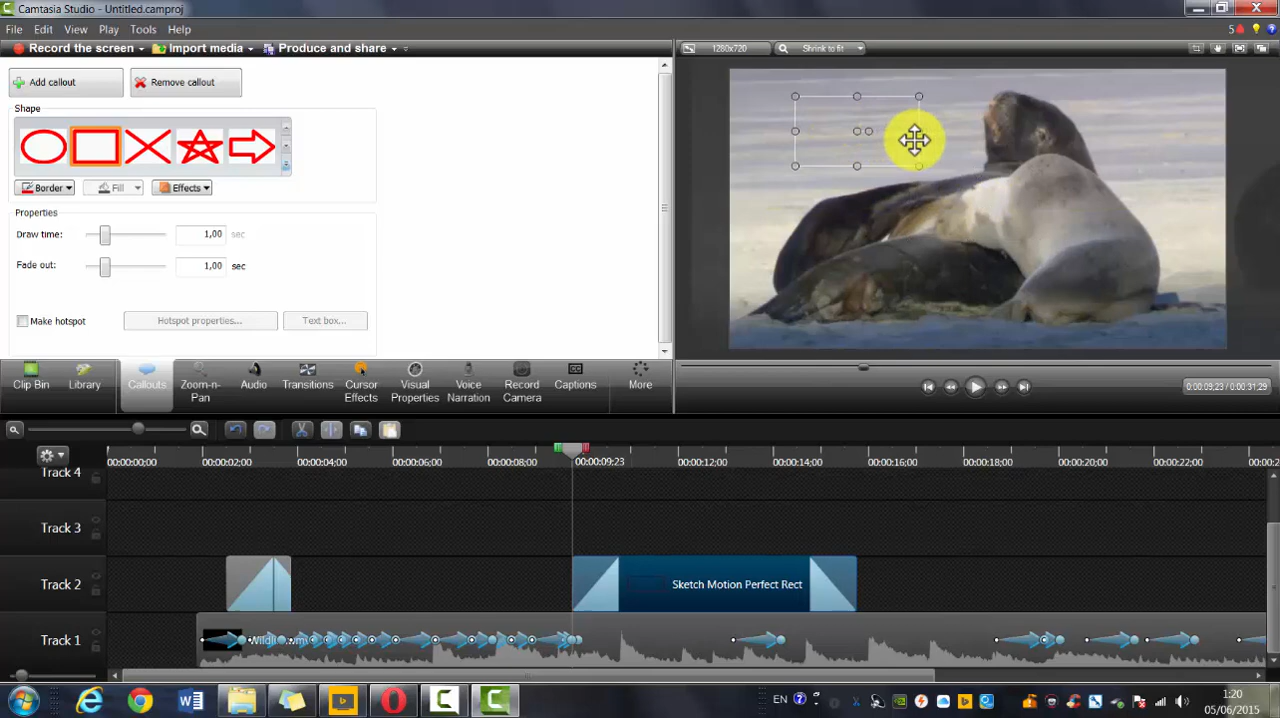 Camtasia Studio - Untitled.camproj
File Edit View Play Tools Help
5
Record the screen Import media Produce and share
1280x720 Shrink to fit
Add callout Remove callout
Shape
Border Fill Effects
Properties
Draw time: 1,00 sec
Fade out: 1,00 sec
Make hotspot Hotspot properties... Text box...
Clip Bin Library Callouts Zoom-n-Pan Audio Transitions Cursor Effects Visual Properties Voice Narration Record Camera Captions More
0:00:09;23 / 0:00:31;29
00:00:00;00 00:00:02;00 00:00:04;00 00:00:06;00 00:00:08;00 00:00:09;23 00:00:12;00 00:00:14;00 00:00:16;00 00:00:18;00 00:00:20;00 00:00:22;00 00:00:2
Track 4
Track 3
Track 2 Sketch Motion Perfect Rect
Track 1
EN 1:20
05/06/2015